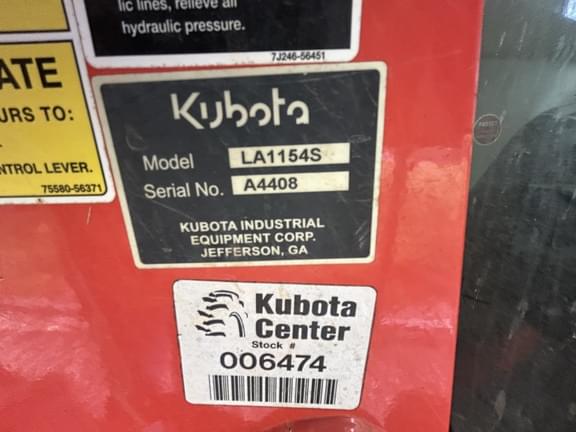 lic lines, relieve all
hydraulic pressure.
7J246-56451
ATE
URS TO:
NTROL LEVER.
75580-56371
Kubota
Model LA1154S
Serial No. A4408
KUBOTA INDUSTRIAL
EQUIPMENT CORP.
JEFFERSON, GA
Kubota
Center
Stock #
006474